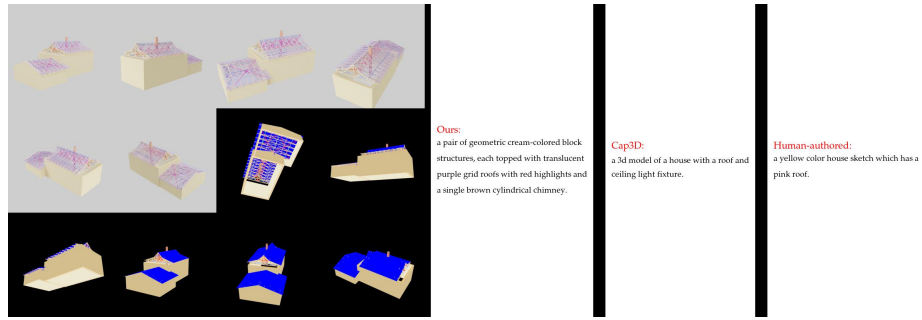 Ours:
a pair of geometric cream-colored block
structures, each topped with translucent
purple grid roofs with red highlights and
a single brown cylindrical chimney.
Cap3D:
a 3d model of a house with a roof and
ceiling light fixture.
Human-authored:
a yellow color house sketch which has a
pink roof.